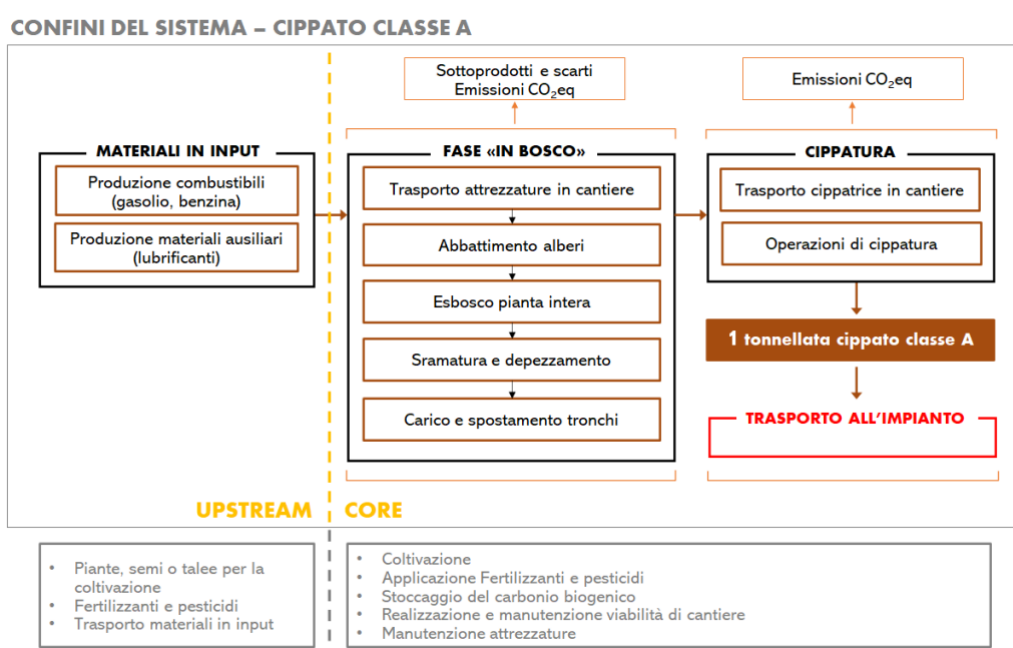 CONFINI DEL SISTEMA – CIPPATO CLASSE A
Sottoprodotti e scarti
Emissioni CO₂eq
Emissioni CO₂eq
MATERIALI IN INPUT
Produzione combustibili
(gasolio, benzina)
Produzione materiali ausiliari
(lubrificanti)
FASE «IN BOSCO»
Trasporto attrezzature in cantiere
Abbattimento alberi
Esbosco pianta intera
Sramatura e depezzamento
Carico e spostamento tronchi
CIPPATURA
Trasporto cippatrice in cantiere
Operazioni di cippatura
1 tonnellata cippato classe A
TRASPORTO ALL'IMPIANTO
UPSTREAM
CORE
• Piante, semi o talee per la
coltivazione
• Fertilizzanti e pesticidi
• Trasporto materiali in input
• Coltivazione
• Applicazione Fertilizzanti e pesticidi
• Stoccaggio del carbonio biogenico
• Realizzazione e manutenzione viabilità di cantiere
• Manutenzione attrezzature